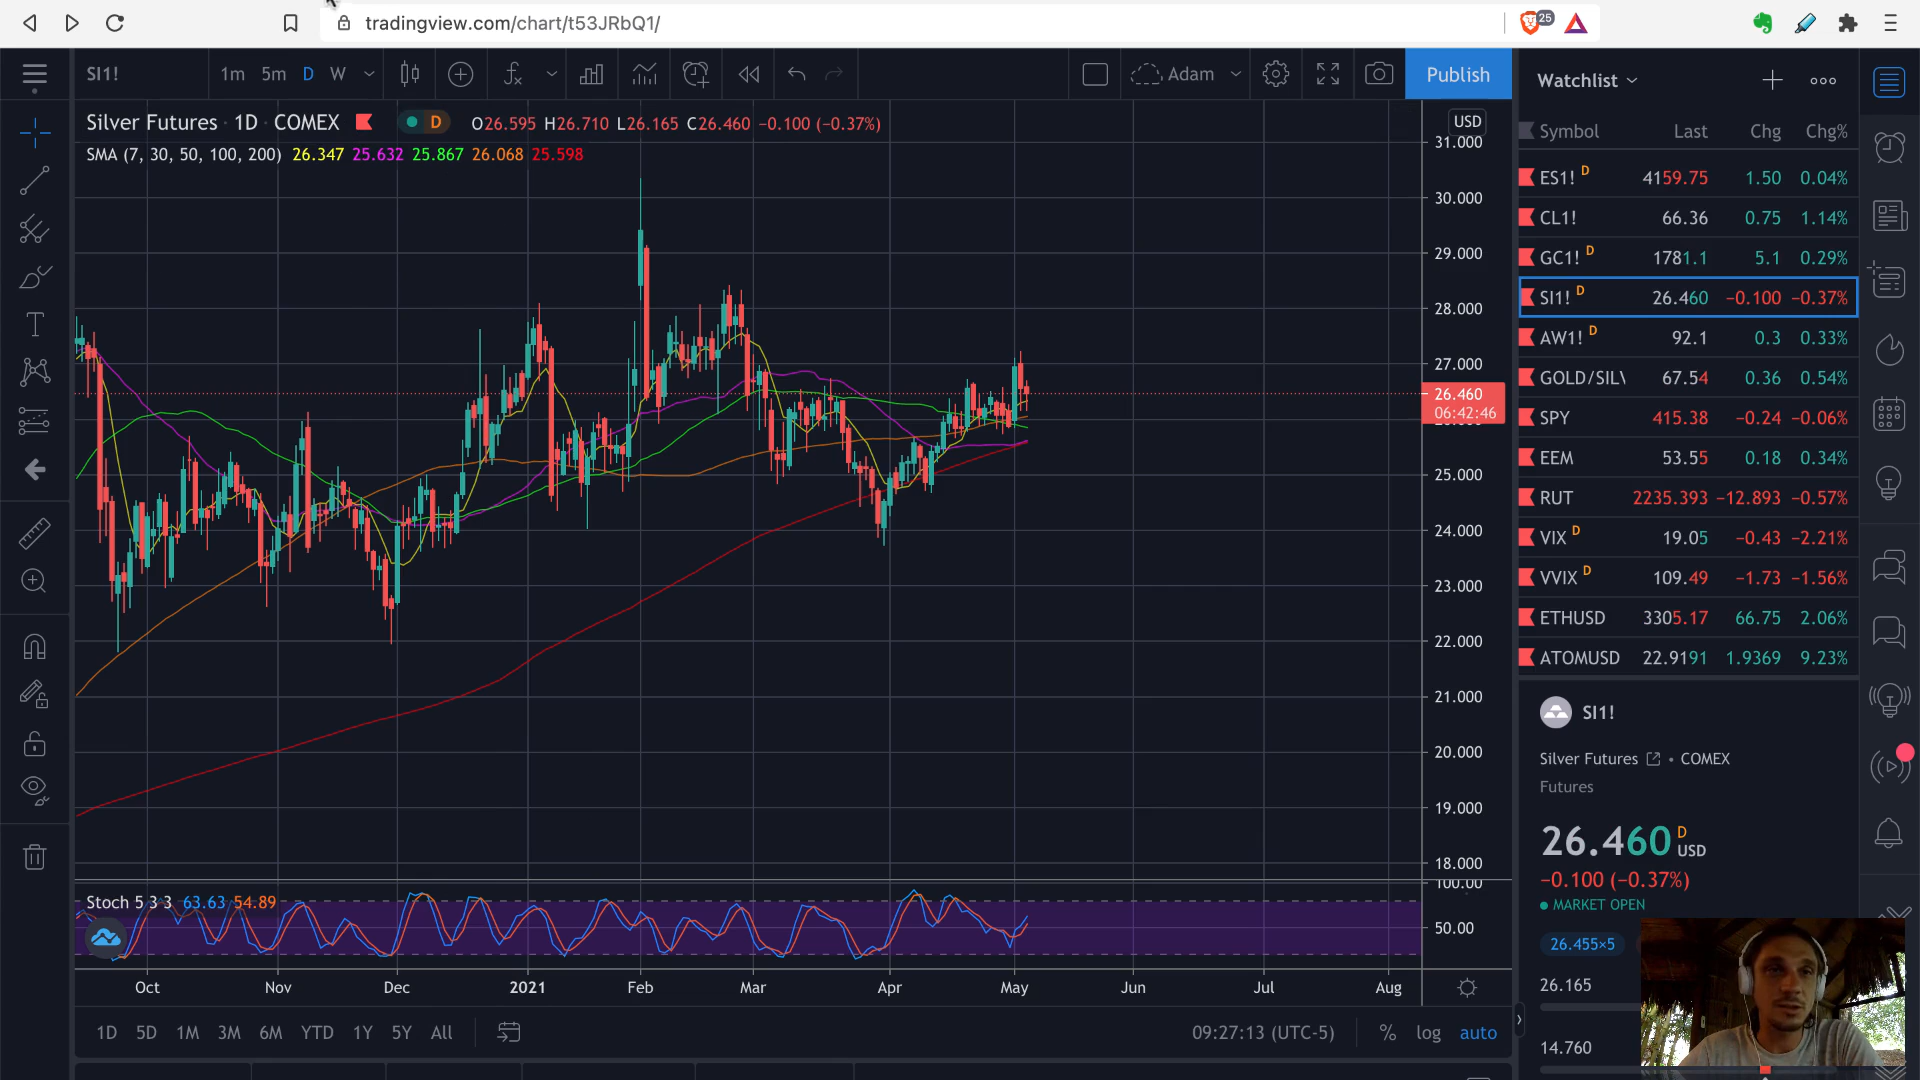 tradingview.com/chart/t53JRbQ1/
25
SI1!
1m 5m D W
Adam
Publish
Silver Futures · 1D · COMEX D O26.595 H26.710 L26.165 C26.460 −0.100 (−0.37%)
SMA (7, 30, 50, 100, 200) 26.347 25.632 25.867 26.068 25.598
USD
31.000
30.000
29.000
28.000
27.000
26.460
06:42:46
25.000
24.000
23.000
22.000
21.000
20.000
19.000
18.000
Stoch 5 3 3 63.63 54.89
100.00
50.00
Oct Nov Dec 2021 Feb Mar Apr May Jun Jul Aug
1D 5D 1M 3M 6M YTD 1Y 5Y All
09:27:13 (UTC-5) % log auto
Watchlist
Symbol Last Chg Chg%
ES1! D 4159.75 1.50 0.04%
CL1! 66.36 0.75 1.14%
GC1! D 1781.1 5.1 0.29%
SI1! D 26.460 −0.100 −0.37%
AW1! D 92.1 0.3 0.33%
GOLD/SIL 67.54 0.36 0.54%
SPY 415.38 −0.24 −0.06%
EEM 53.55 0.18 0.34%
RUT 2235.393 −12.893 −0.57%
VIX D 19.05 −0.43 −2.21%
VVIX D 109.49 −1.73 −1.56%
ETHUSD 3305.17 66.75 2.06%
ATOMUSD 22.9191 1.9369 9.23%
SI1!
Silver Futures • COMEX
Futures
26.460 D USD
−0.100 (−0.37%)
MARKET OPEN
26.455×5
26.165
14.760